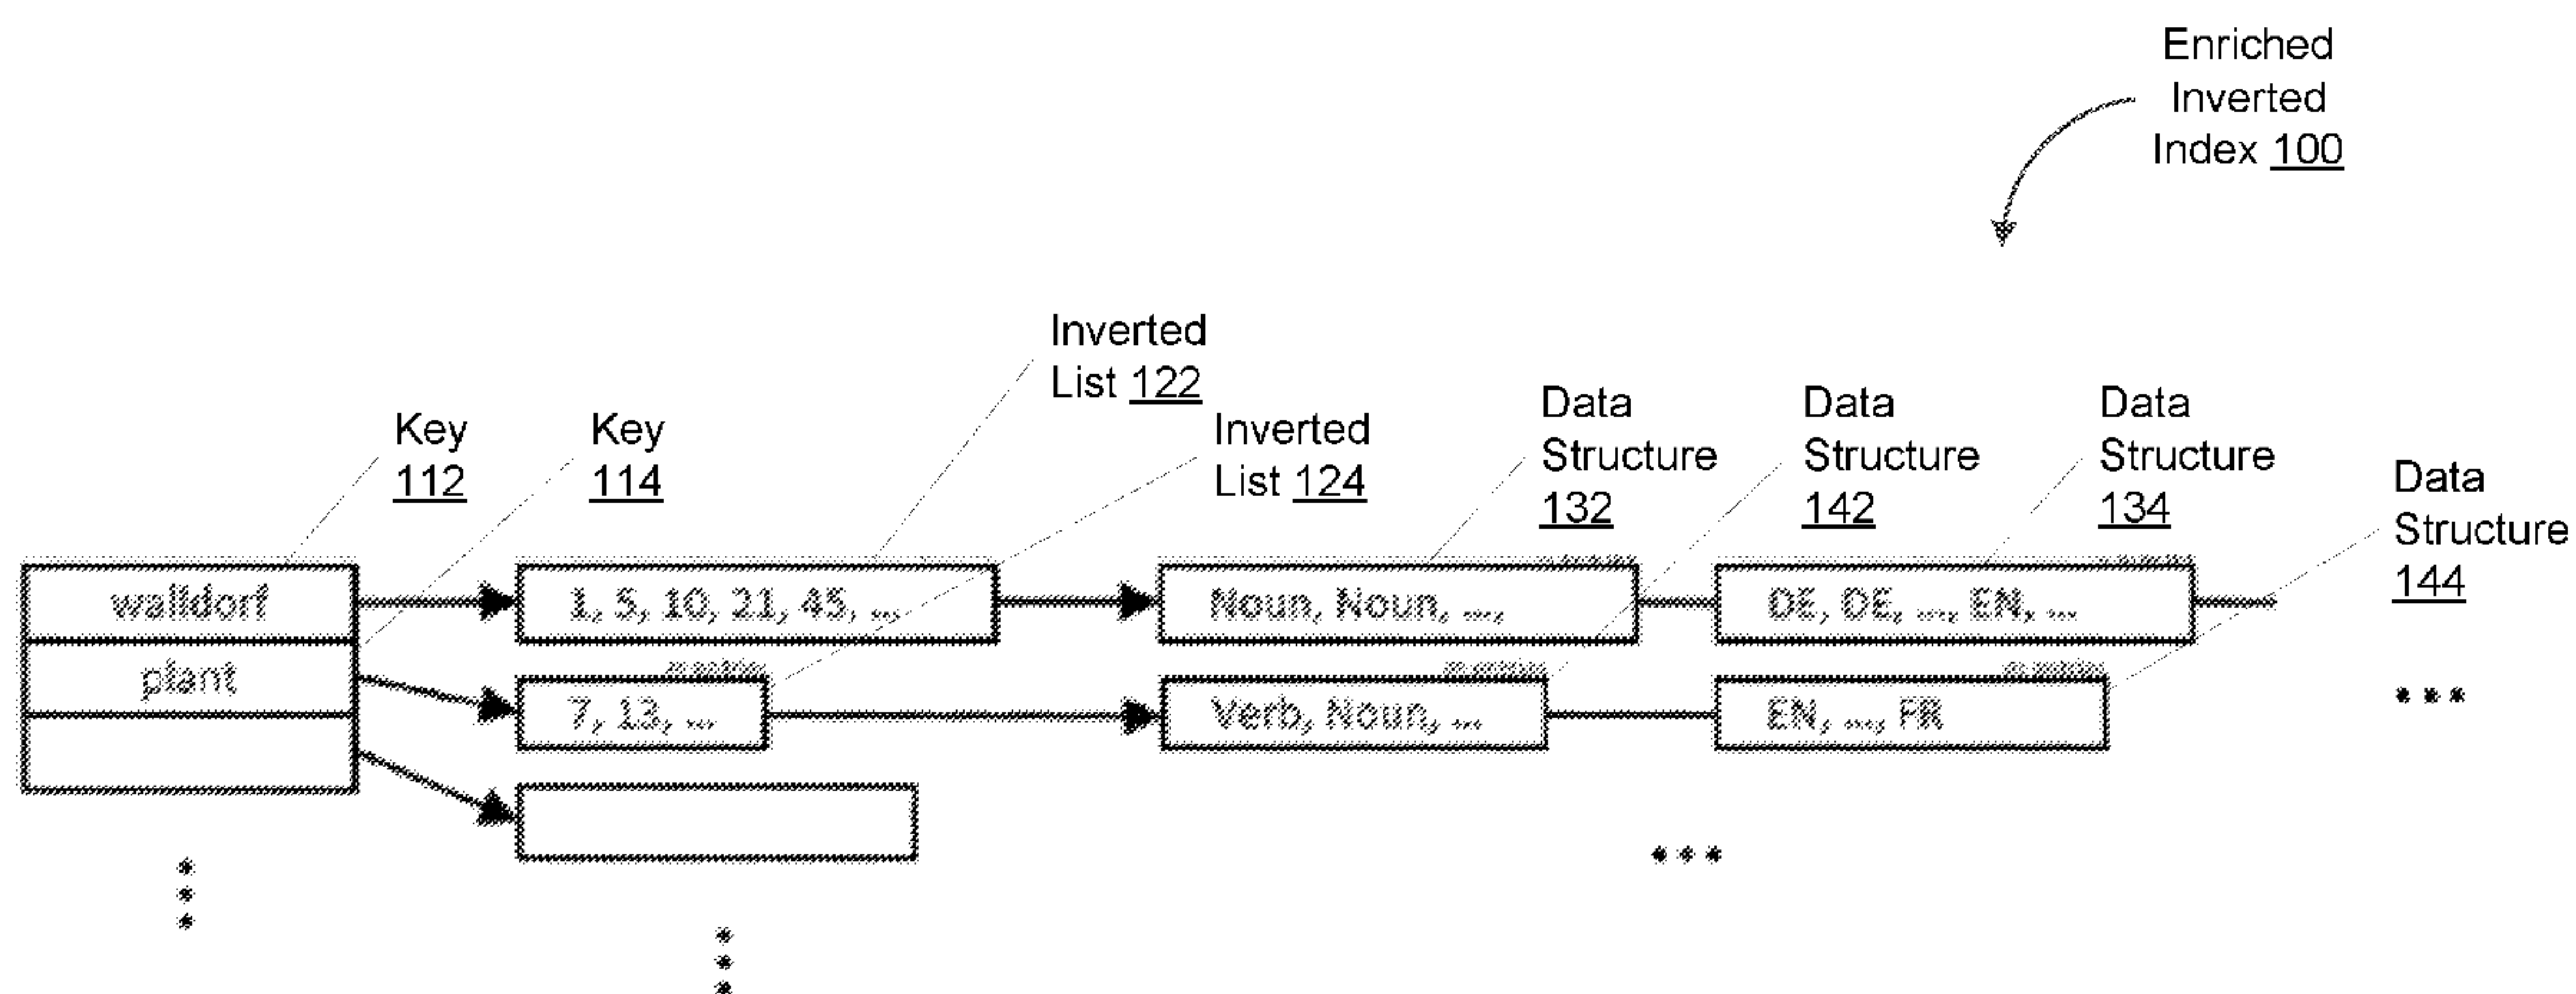 Enriched
Inverted
Index 100
Inverted
List 122
Key
112
Key
114
Inverted
List 124
Data
Structure
132
Data
Structure
142
Data
Structure
134
Data
Structure
144
walldorf
1, 5, 10, 21, 45, ...,
Noun, Noun, ...,
DE, DE, ..., EN, ...
plant
7, 13, ...
Verb, Noun, ...
EN, ..., FR